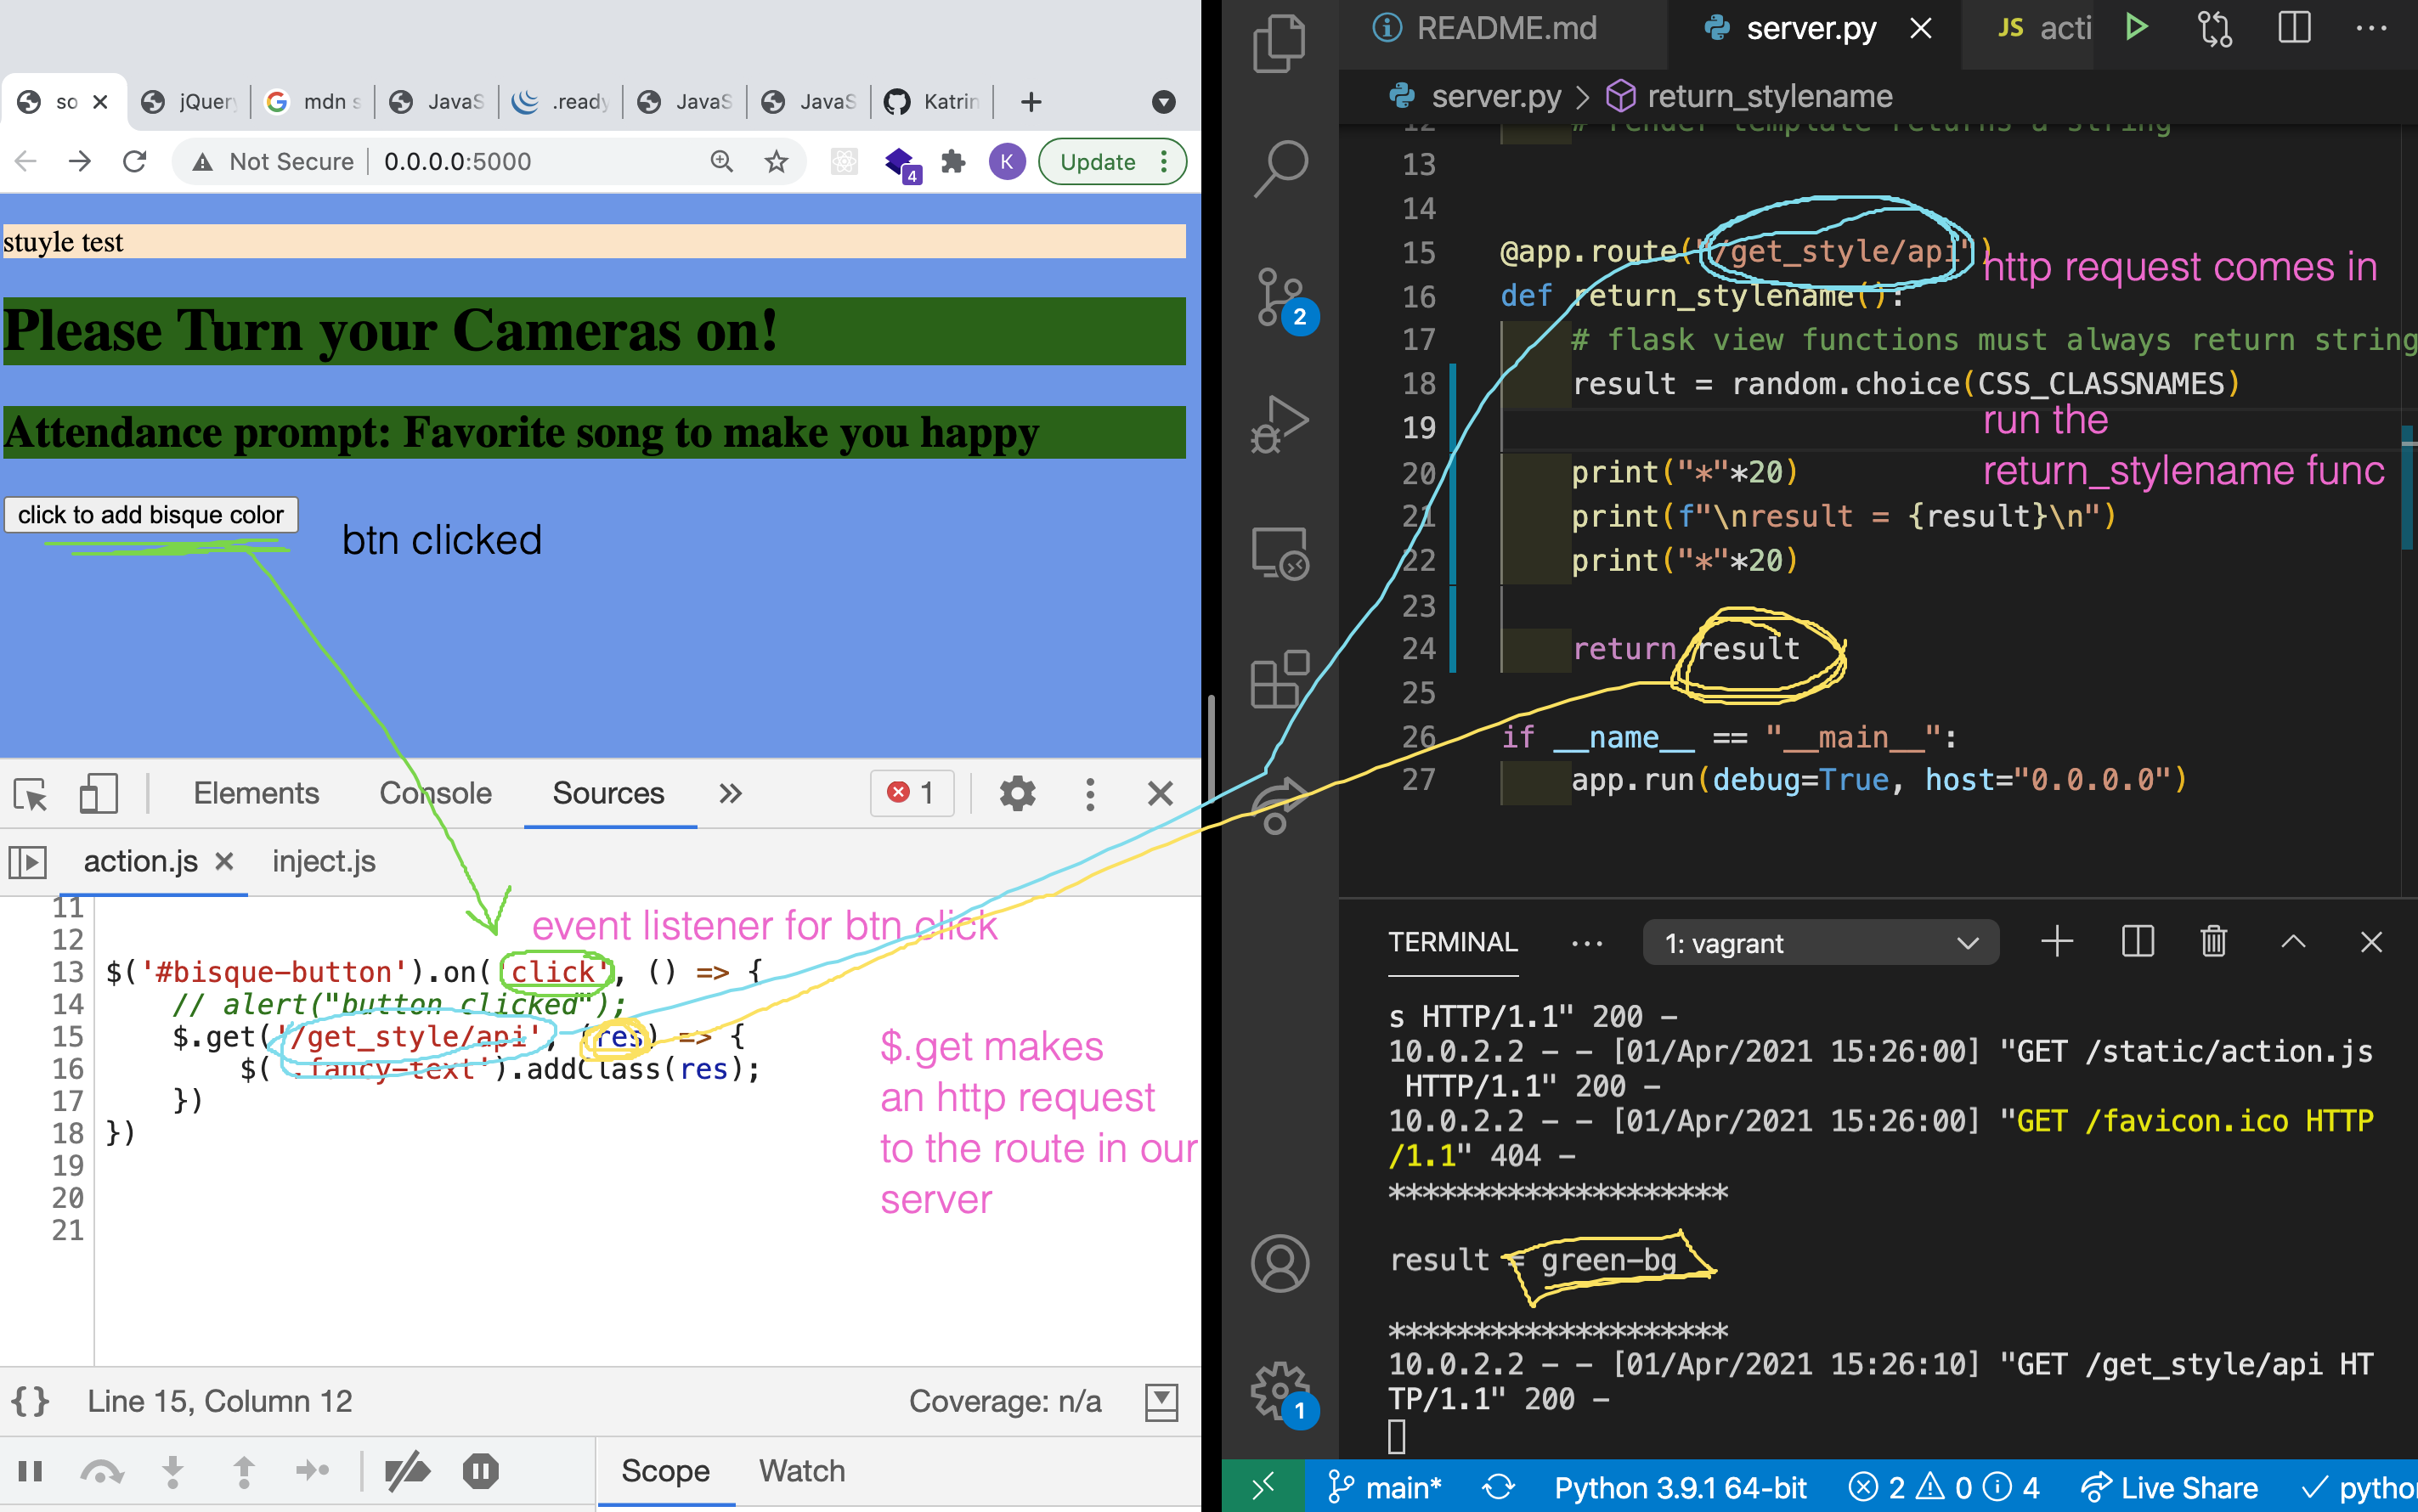 so
jQuer
mdn s
JavaS
.ready
JavaS
JavaS
Katrin
Not Secure
0.0.0.0:5000
4
K
Update
stuyle test
Please Turn your Cameras on!
Attendance prompt: Favorite song to make you happy
click to add bisque color
btn clicked
Elements Console Sources » 1
action.js inject.js
11
12
event listener for btn click
13 $('#bisque-button').on('click', () => {
14 // alert("button clicked");
15 $.get('/get_style/api', (res) => {
16 $('.fancy-text').addClass(res);
17 })
18 })
19
20
21
$.get makes
an http request
to the route in our
server
{} Line 15, Column 12 Coverage: n/a
Scope Watch
README.md server.py JS acti
server.py > return_stylename
12 # render template returns a string
13
14
15 @app.route("/get_style/api")
http request comes in
16 def return_stylename():
17 # flask view functions must always return string
18 result = random.choice(CSS_CLASSNAMES)
19
run the
return_stylename func
20 print("*"*20)
21 print(f"\nresult = {result}\n")
22 print("*"*20)
23
24 return result
25
26 if __name__ == "__main__":
27 app.run(debug=True, host="0.0.0.0")
2
TERMINAL ... 1: vagrant
s HTTP/1.1" 200 -
10.0.2.2 - - [01/Apr/2021 15:26:00] "GET /static/action.js
HTTP/1.1" 200 -
10.0.2.2 - - [01/Apr/2021 15:26:00] "GET /favicon.ico HTTP
/1.1" 404 -
********************
result = green-bg
********************
10.0.2.2 - - [01/Apr/2021 15:26:10] "GET /get_style/api HT
TP/1.1" 200 -
1
main* Python 3.9.1 64-bit 2 0 4 Live Share pythor